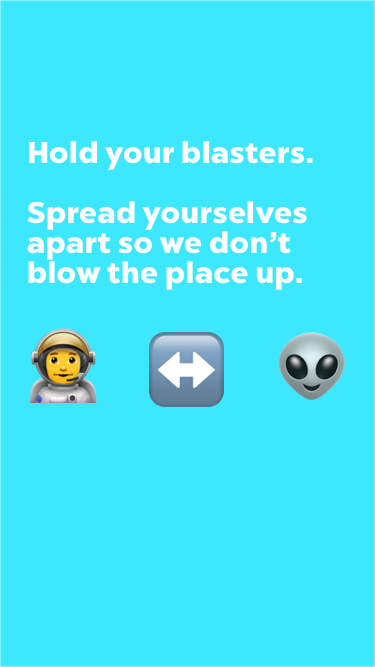 Hold your blasters.
Spread yourselves
apart so we don’t
blow the place up.